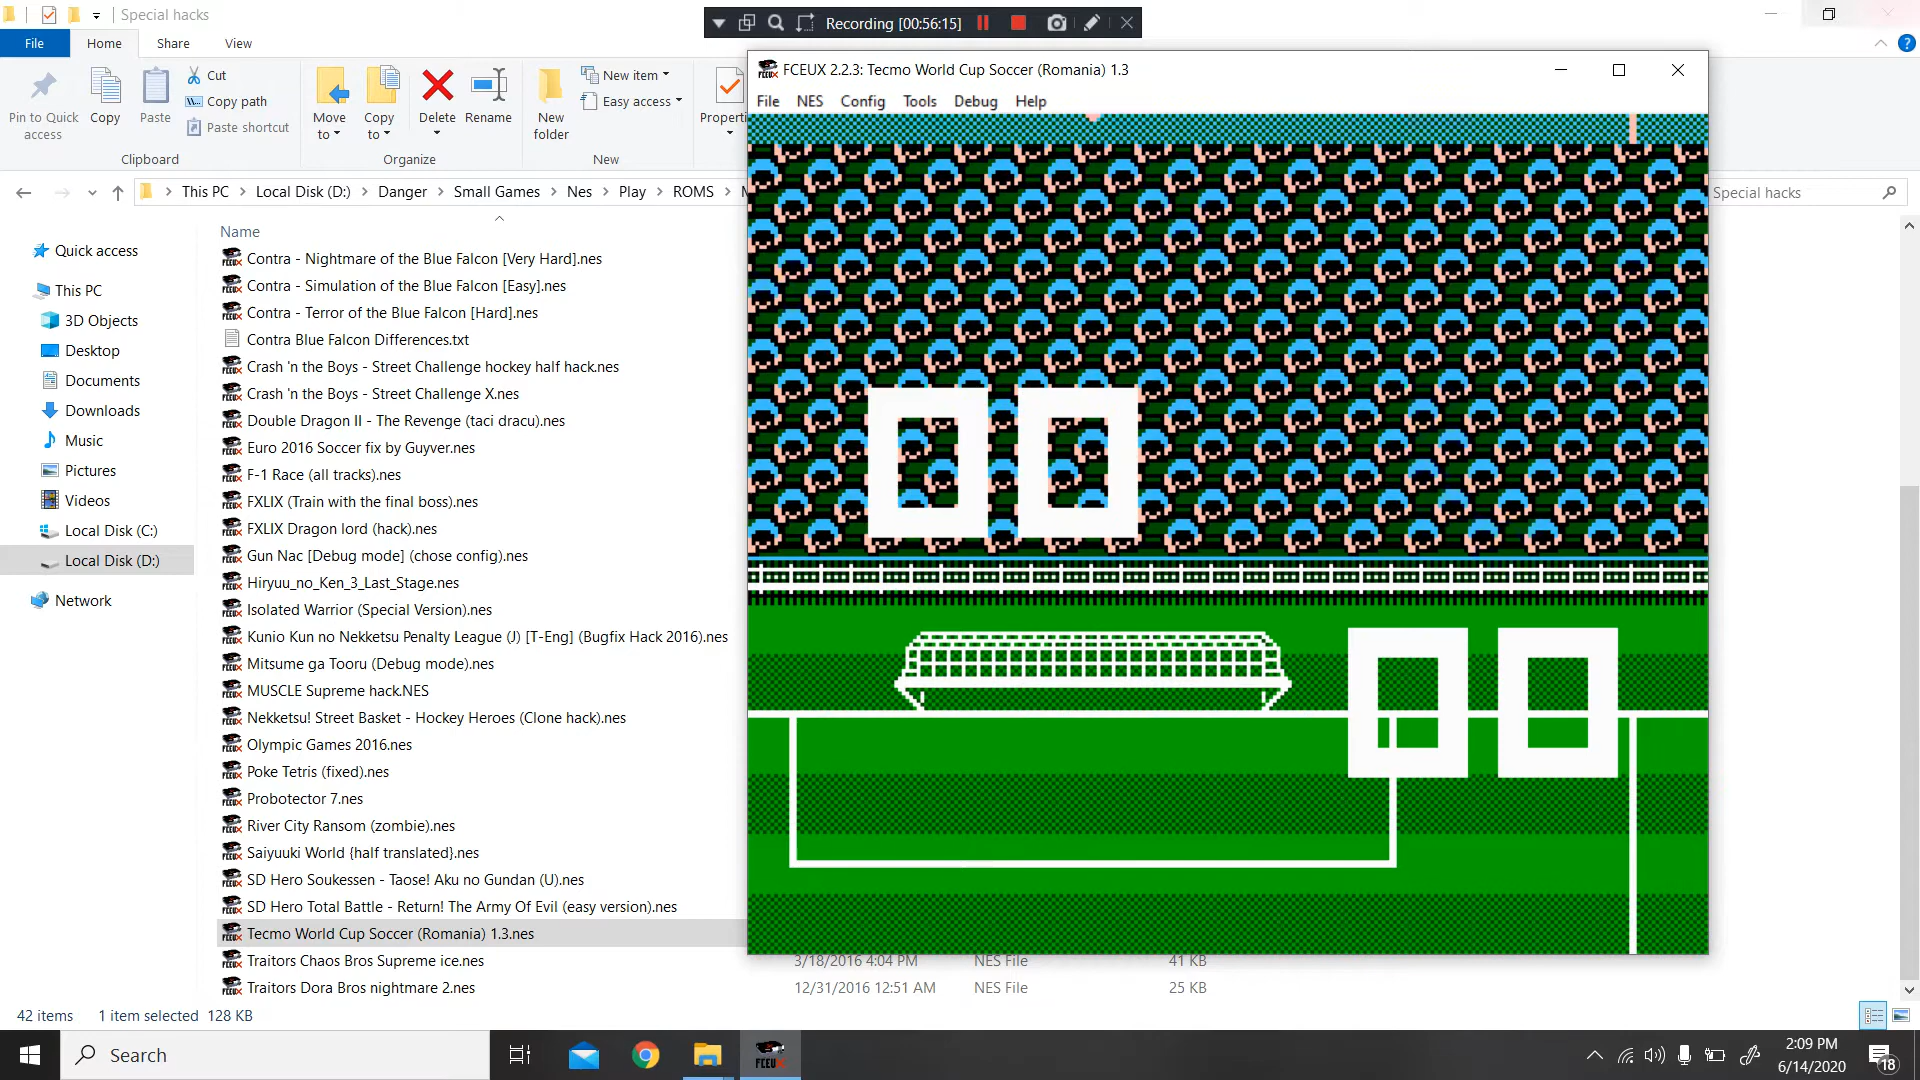 Special hacks
Recording [00:56:15]
File Home Share View
Pin to Quick access
Copy
Paste
Cut
Copy path
Paste shortcut
Clipboard
Move to
Copy to
Delete
Rename
Organize
New folder
New item
Easy access
New
Properti
This PC > Local Disk (D:) > Danger > Small Games > Nes > Play > ROMS >
Special hacks
Quick access
This PC
3D Objects
Desktop
Documents
Downloads
Music
Pictures
Videos
Local Disk (C:)
Local Disk (D:)
Network
Name
Contra - Nightmare of the Blue Falcon [Very Hard].nes
Contra - Simulation of the Blue Falcon [Easy].nes
Contra - Terror of the Blue Falcon [Hard].nes
Contra Blue Falcon Differences.txt
Crash 'n the Boys - Street Challenge hockey half hack.nes
Crash 'n the Boys - Street Challenge X.nes
Double Dragon II - The Revenge (taci dracu).nes
Euro 2016 Soccer fix by Guyver.nes
F-1 Race (all tracks).nes
FXLIX (Train with the final boss).nes
FXLIX Dragon lord (hack).nes
Gun Nac [Debug mode] (chose config).nes
Hiryuu_no_Ken_3_Last_Stage.nes
Isolated Warrior (Special Version).nes
Kunio Kun no Nekketsu Penalty League (J) [T-Eng] (Bugfix Hack 2016).nes
Mitsume ga Tooru (Debug mode).nes
MUSCLE Supreme hack.NES
Nekketsu! Street Basket - Hockey Heroes (Clone hack).nes
Olympic Games 2016.nes
Poke Tetris (fixed).nes
Probotector 7.nes
River City Ransom (zombie).nes
Saiyuuki World {half translated}.nes
SD Hero Soukessen - Taose! Aku no Gundan (U).nes
SD Hero Total Battle - Return! The Army Of Evil (easy version).nes
Tecmo World Cup Soccer (Romania) 1.3.nes
Traitors Chaos Bros Supreme ice.nes 3/18/2016 4:04 PM NES File 41 KB
Traitors Dora Bros nightmare 2.nes 12/31/2016 12:51 AM NES File 25 KB
FCEUX 2.2.3: Tecmo World Cup Soccer (Romania) 1.3
File NES Config Tools Debug Help
00
00
42 items 1 item selected 128 KB
Search
2:09 PM
6/14/2020
18